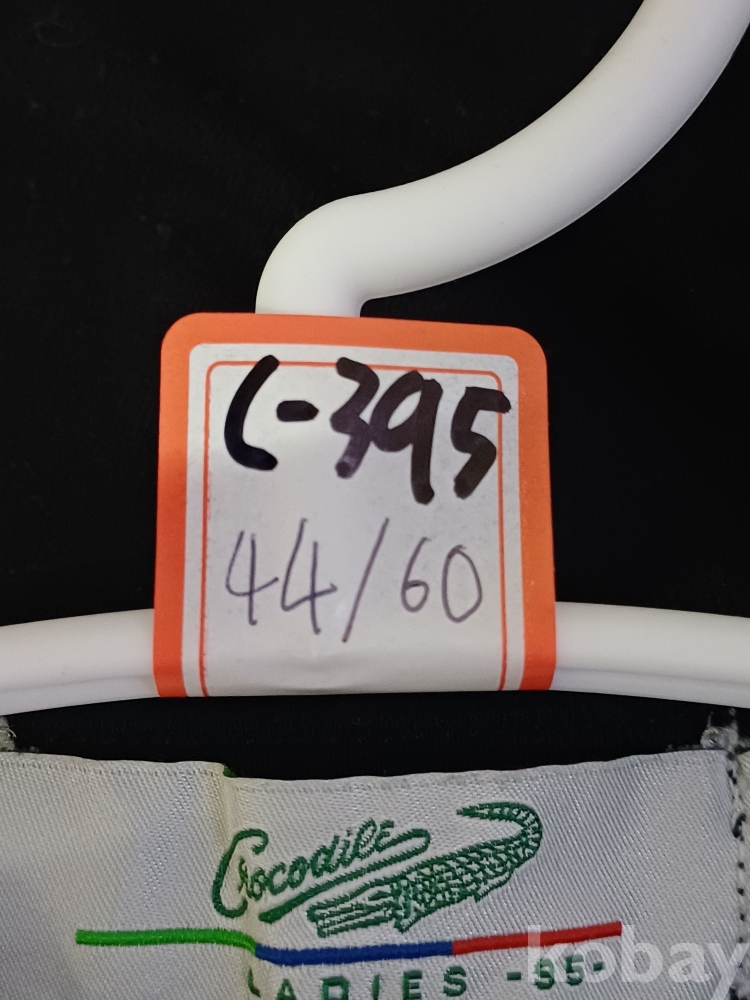 C-395
44/60
Crocodile
LADIES -55-
kobay